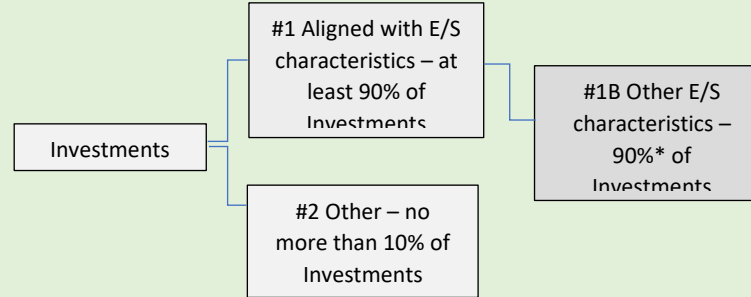 #1 Aligned with E/S
characteristics – at
least 90% of
Investments
#1B Other E/S
characteristics –
90%* of
Investments
Investments
#2 Other – no
more than 10% of
Investments